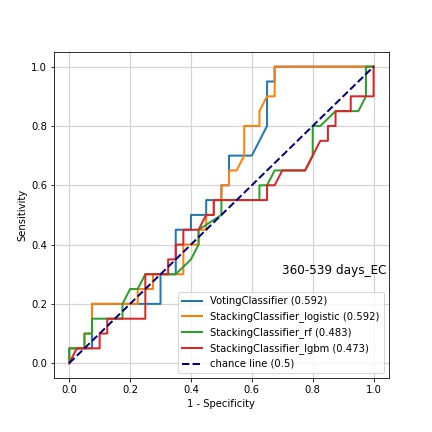 1.0
0.8
0.6
0.4
0.2
0.0
Sensitivity
360-539 days_EC
VotingClassifier (0.592)
StackingClassifier_logistic (0.592)
StackingClassifier_rf (0.483)
StackingClassifier_lgbm (0.473)
chance line (0.5)
0.0 0.2 0.4 0.6 0.8 1.0
1 - Specificity